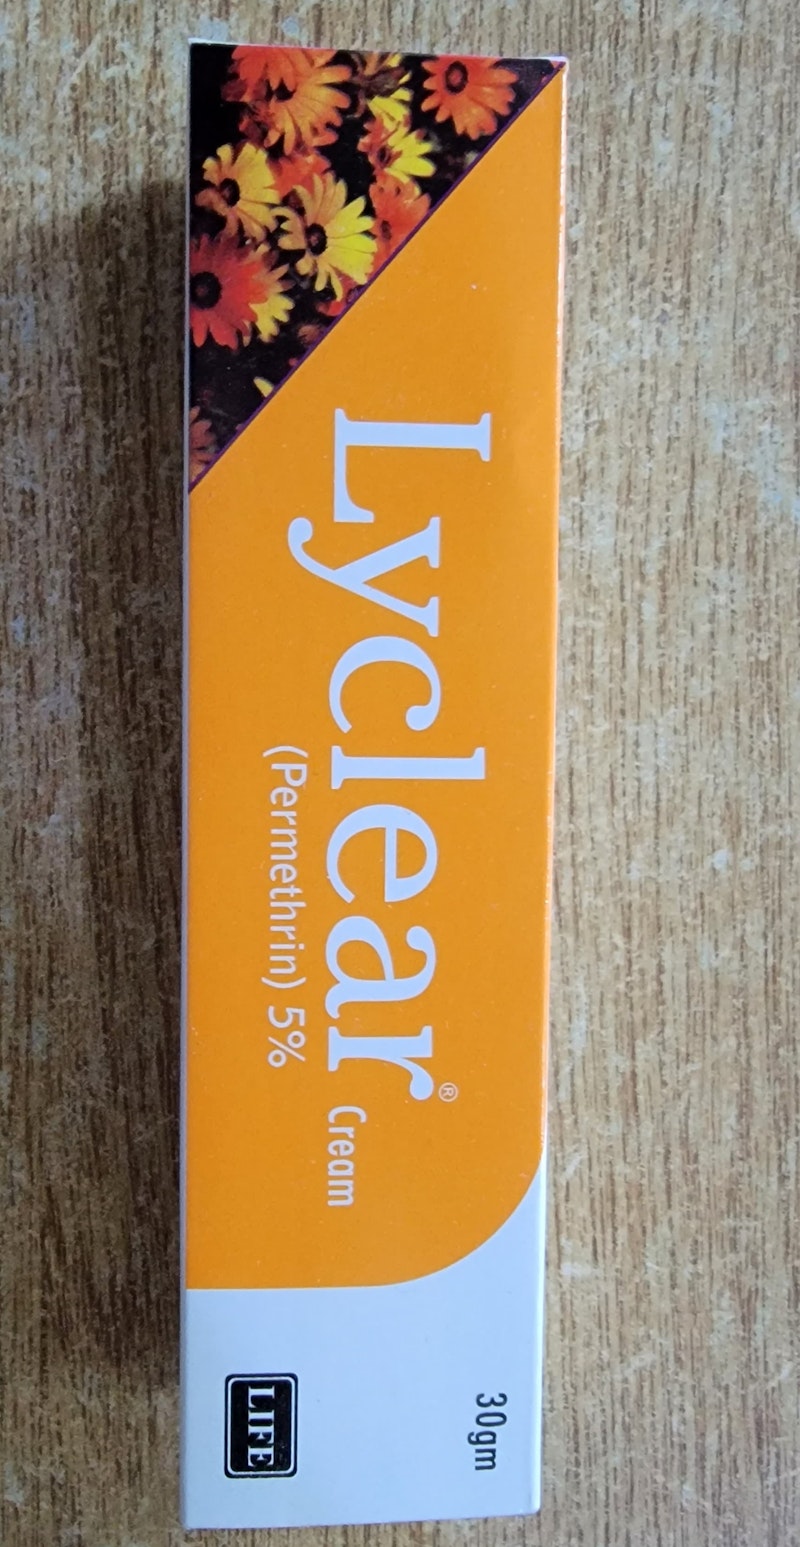 Lyclear® Cream
(Permethrin) 5%
30gm
LIFE